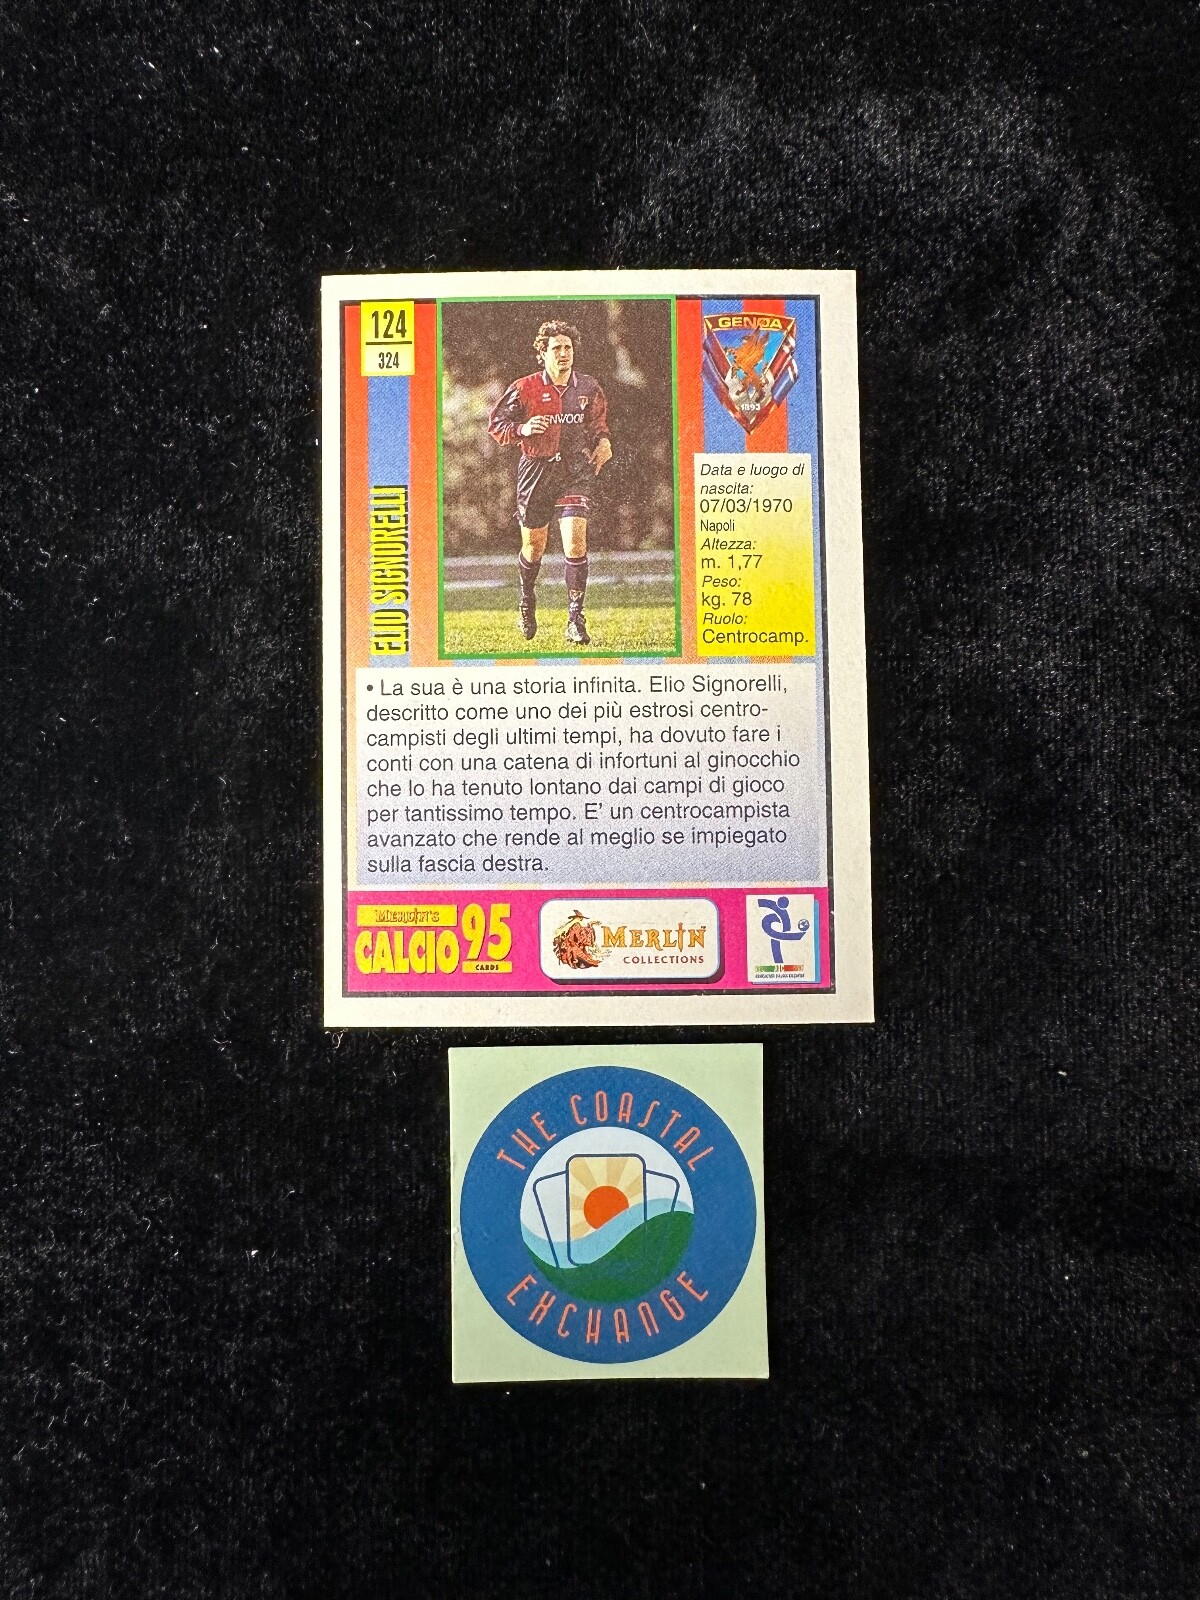 124
324
ELIO SIGNORELLI
ENWOOD
GENOA
1893
Data e luogo di
nascita:
07/03/1970
Napoli
Altezza:
m. 1,77
Peso:
kg. 78
Ruolo:
Centrocamp.
• La sua è una storia infinita. Elio Signorelli,
descritto come uno dei più estrosi centro-
campisti degli ultimi tempi, ha dovuto fare i
conti con una catena di infortuni al ginocchio
che lo ha tenuto lontano dai campi di gioco
per tantissimo tempo. E' un centrocampista
avanzato che rende al meglio se impiegato
sulla fascia destra.
MERLIN'S
CALCIO 95
CARDS
MERLIN
COLLECTIONS
THE COASTAL
EXCHANGE